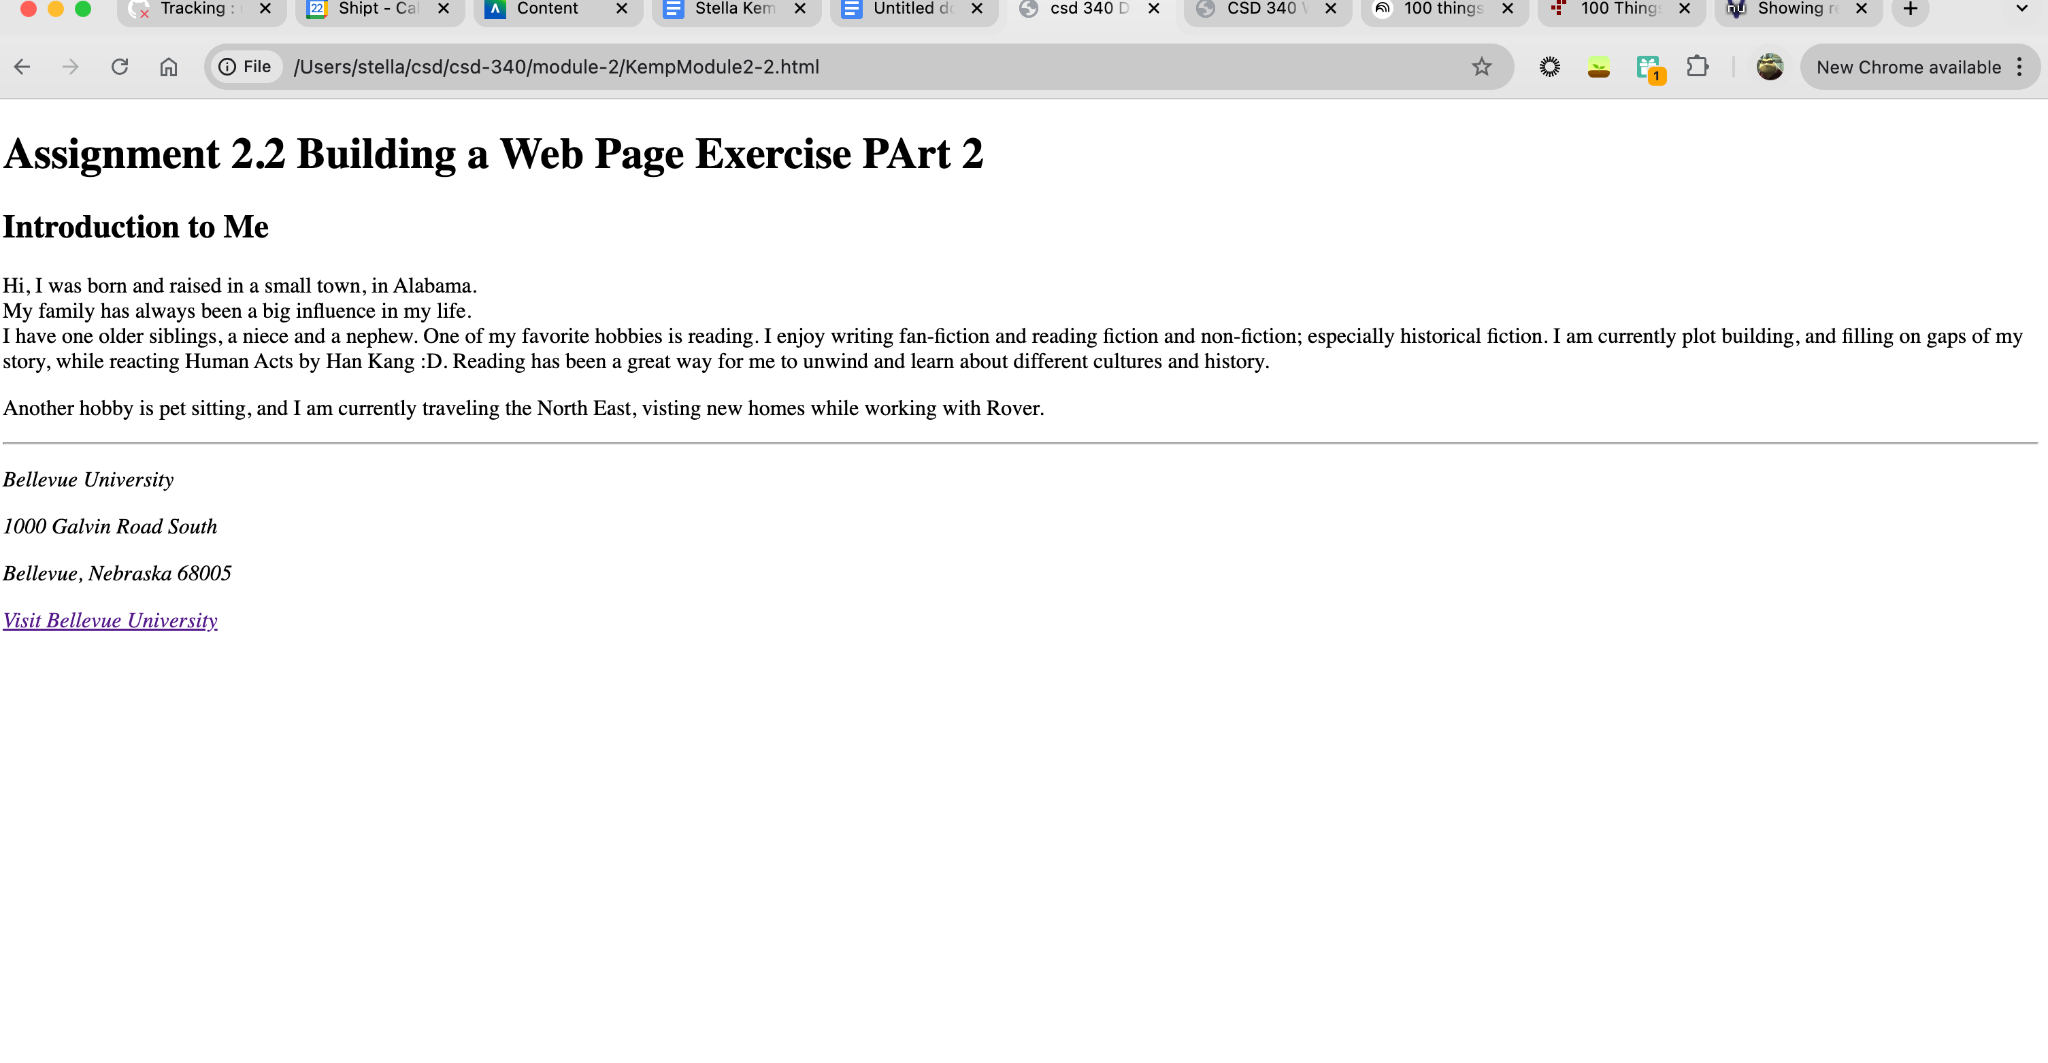 Tracking :
Shipt - Cal
Content
Stella Kem
Untitled do
csd 340 D
CSD 340
100 things
100 Thing
Showing re
File /Users/stella/csd/csd-340/module-2/KempModule2-2.html
1
New Chrome available
Assignment 2.2 Building a Web Page Exercise PArt 2
Introduction to Me
Hi, I was born and raised in a small town, in Alabama.
My family has always been a big influence in my life.
I have one older siblings, a niece and a nephew. One of my favorite hobbies is reading. I enjoy writing fan-fiction and reading fiction and non-fiction; especially historical fiction. I am currently plot building, and filling on gaps of my
story, while reacting Human Acts by Han Kang :D. Reading has been a great way for me to unwind and learn about different cultures and history.
Another hobby is pet sitting, and I am currently traveling the North East, visting new homes while working with Rover.
Bellevue University
1000 Galvin Road South
Bellevue, Nebraska 68005
Visit Bellevue University